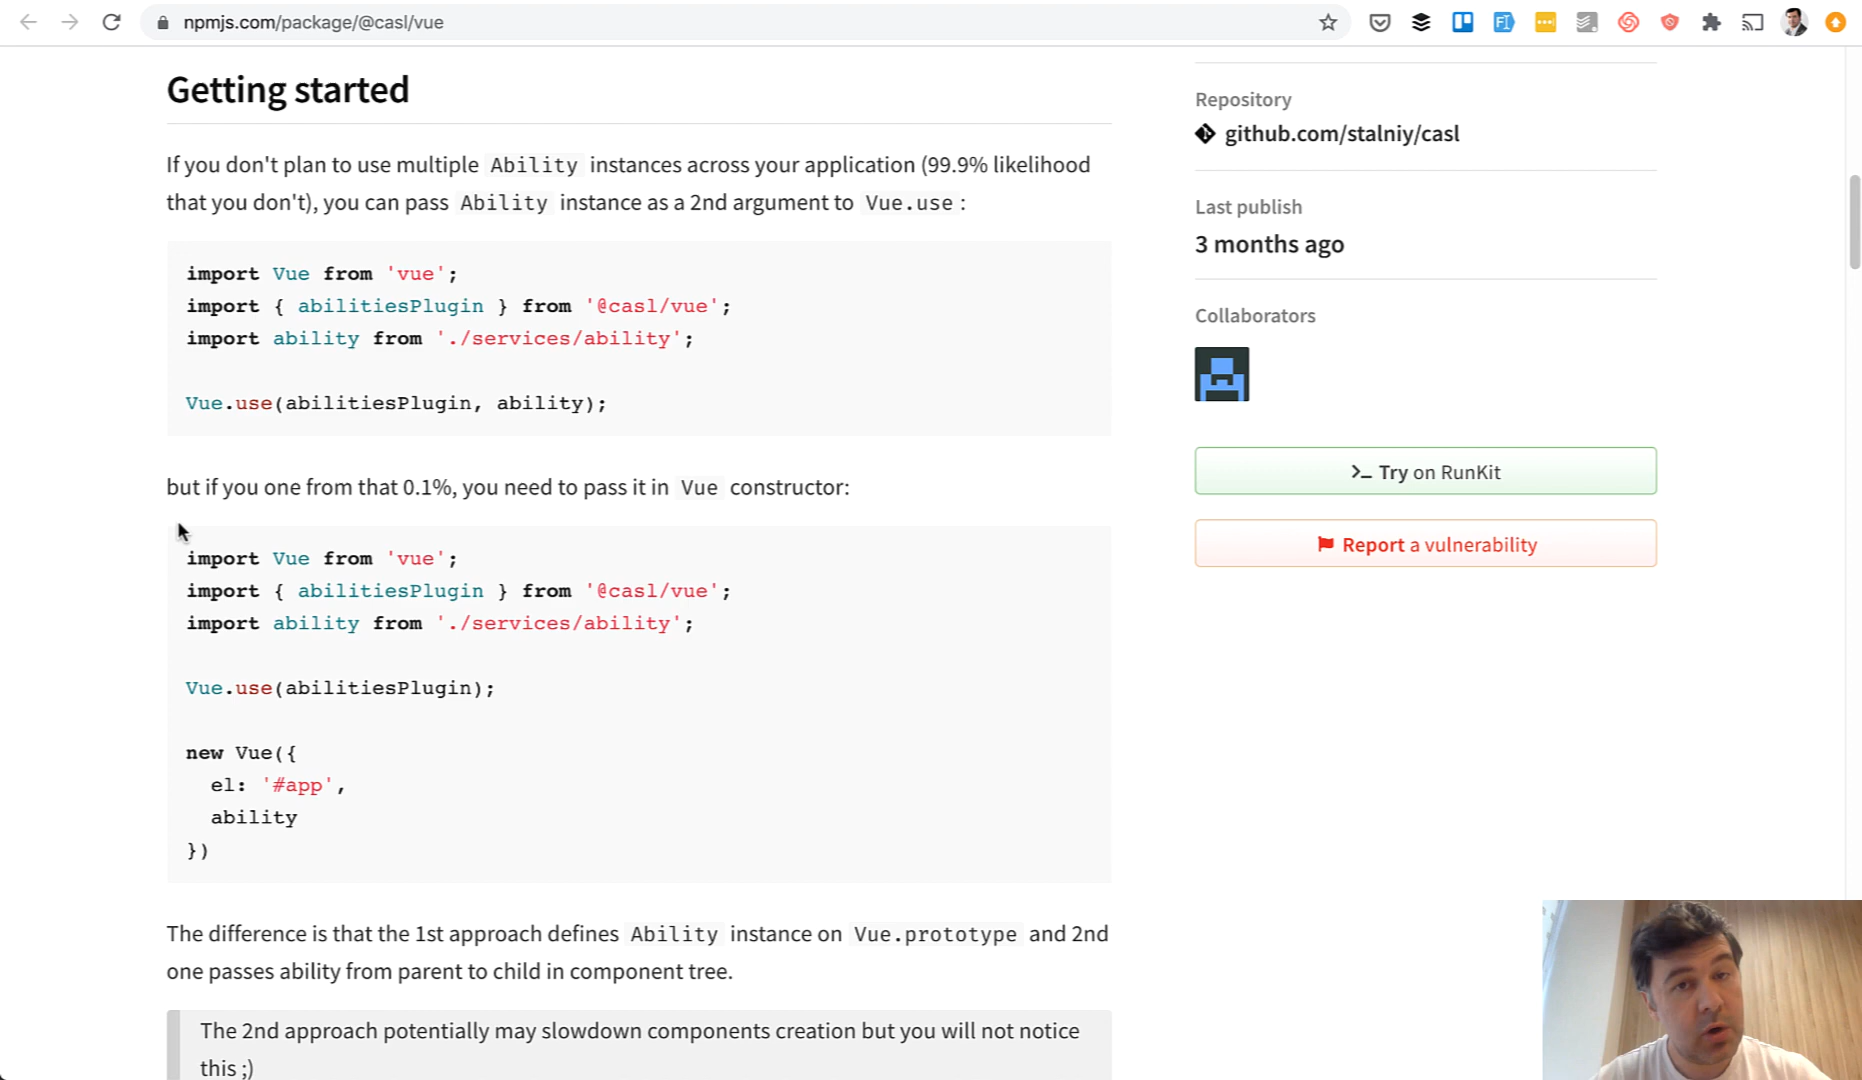 npmjs.com/package/@casl/vue
Getting started
If you don't plan to use multiple Ability instances across your application (99.9% likelihood
that you don't), you can pass Ability instance as a 2nd argument to Vue.use :
import Vue from 'vue';
import { abilitiesPlugin } from '@casl/vue';
import ability from './services/ability';
Vue.use(abilitiesPlugin, ability);
but if you one from that 0.1%, you need to pass it in Vue constructor:
import Vue from 'vue';
import { abilitiesPlugin } from '@casl/vue';
import ability from './services/ability';
Vue.use(abilitiesPlugin);
new Vue({
el: '#app',
ability
})
The difference is that the 1st approach defines Ability instance on Vue.prototype and 2nd
one passes ability from parent to child in component tree.
The 2nd approach potentially may slowdown components creation but you will not notice
this ;)
Repository
github.com/stalniy/casl
Last publish
3 months ago
Collaborators
Try on RunKit
Report a vulnerability